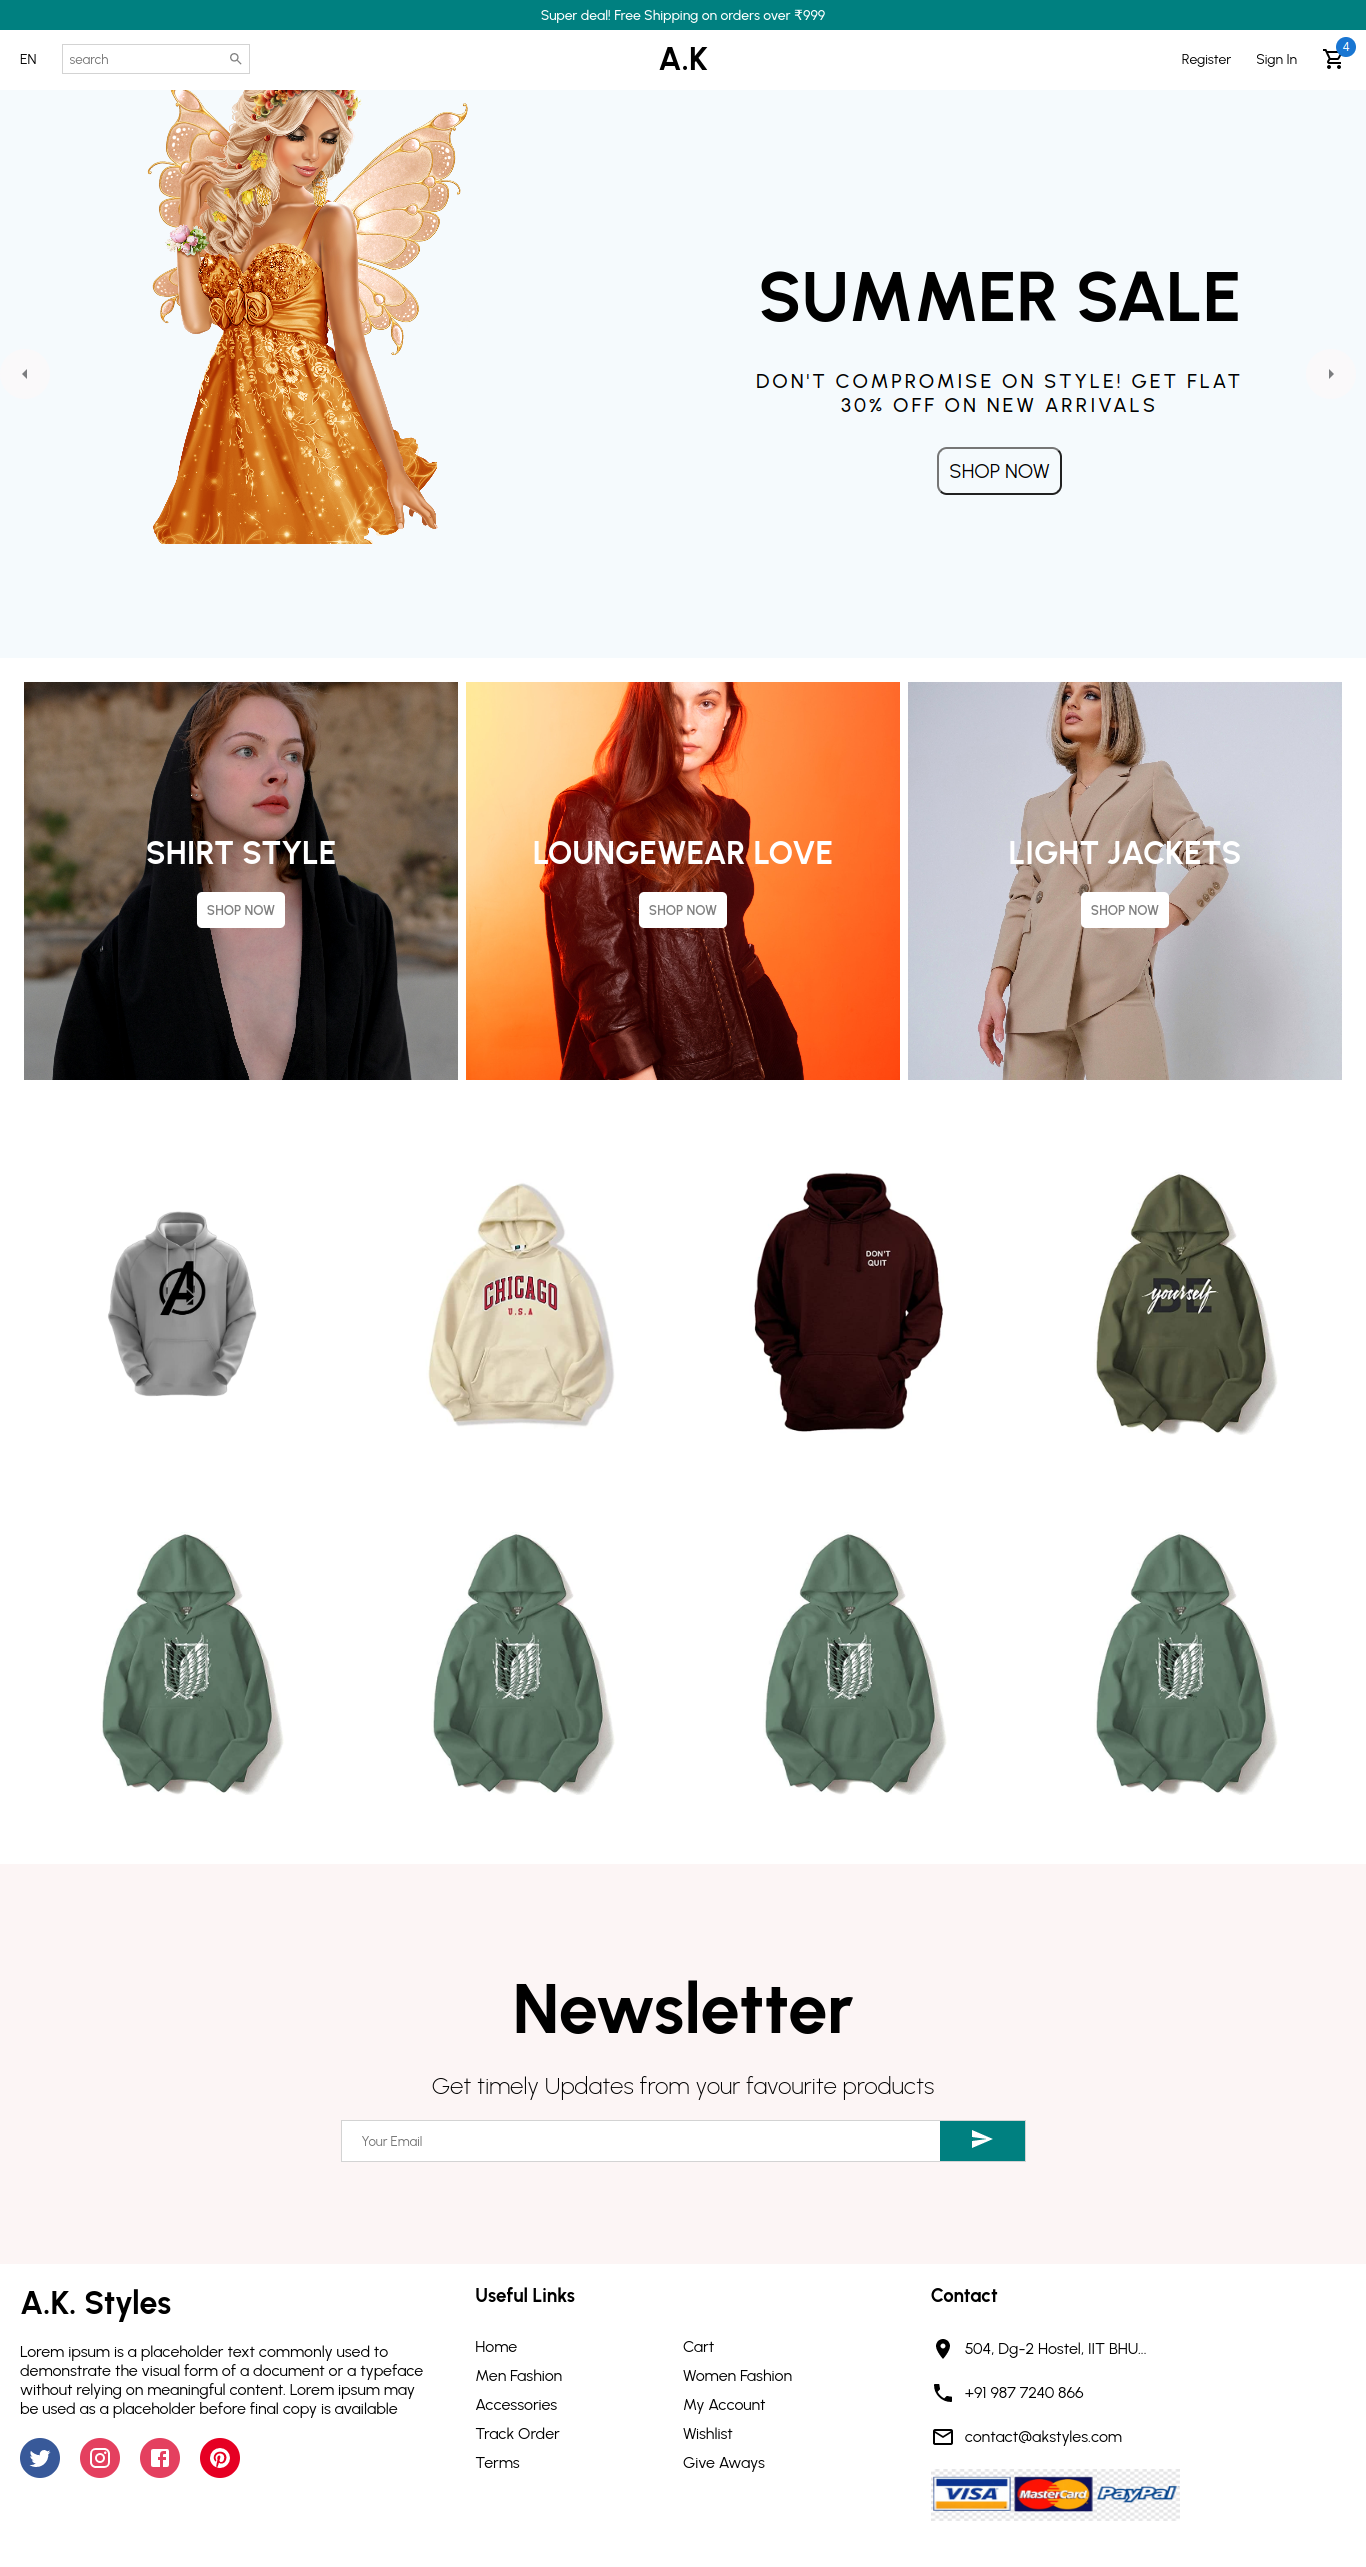 Super deal! Free Shipping on orders over ₹999
EN
search
A.K
Register
Sign In
4
SUMMER SALE
DON'T COMPROMISE ON STYLE! GET FLAT
30% OFF ON NEW ARRIVALS
SHOP NOW
SHIRT STYLE
SHOP NOW
LOUNGEWEAR LOVE
SHOP NOW
LIGHT JACKETS
SHOP NOW
A
CHICAGO
U.S.A
DON'T
QUIT
BE
yourself
Newsletter
Get timely Updates from your favourite products
Your Email
A.K. Styles
Lorem ipsum is a placeholder text commonly used to
demonstrate the visual form of a document or a typeface
without relying on meaningful content. Lorem ipsum may
be used as a placeholder before final copy is available
Useful Links
Home
Cart
Men Fashion
Women Fashion
Accessories
My Account
Track Order
Wishlist
Terms
Give Aways
Contact
504, Dg-2 Hostel, IIT BHU...
+91 987 7240 866
contact@akstyles.com
VISA
MasterCard
PayPal